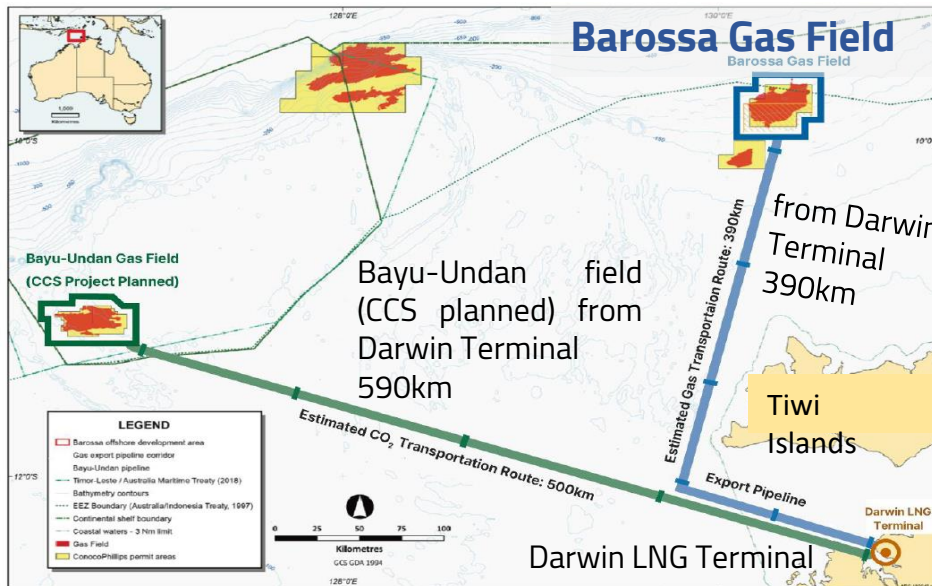 128°0'E
130°0'E
Barossa Gas Field
Barossa Gas Field
1,500
Kilometres
10°0'S
from Darwin
Terminal
390km
Estimated Gas Transportaion Route: 390km
Bayu-Undan Gas Field
(CCS Project Planned)
Bayu-Undan field
(CCS planned) from
Darwin Terminal
590km
Tiwi
Islands
Estimated CO₂ Transportation Route: 500km
12°0'S
Export Pipeline
Darwin LNG
Terminal
Darwin LNG Terminal
LEGEND
Barossa offshore development area
Gas export pipeline corridor
Bayu-Undan pipeline
Timor-Leste / Australia Maritime Treaty (2018)
Bathymetry contours
EEZ Boundary (Australia/Indonesia Treaty, 1997)
Continental shelf boundary
Coastal waters - 3 Nm limit
Gas Field
ConocoPhillips permit areas
0 25 50 75 100
Kilometres
GCS GDA 1994
128°0'E